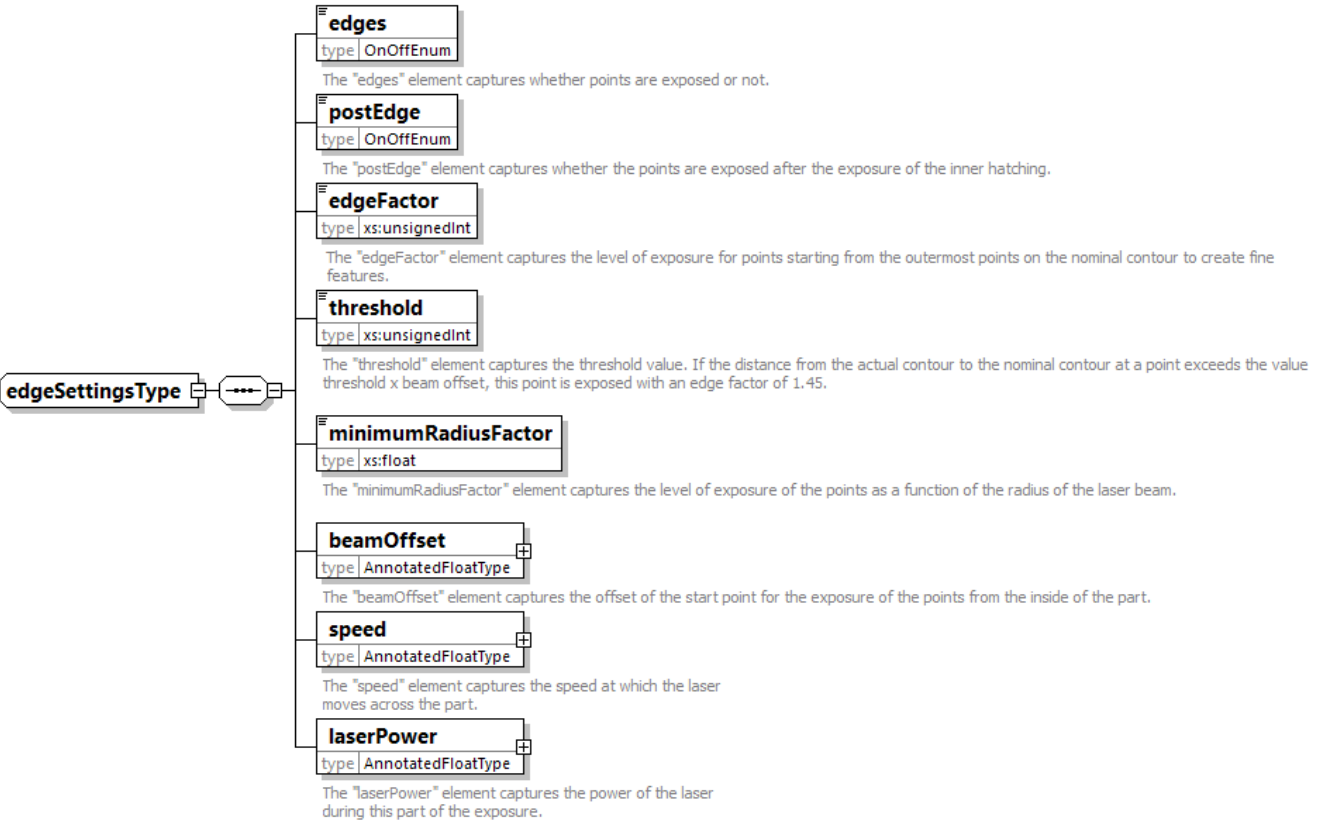 edges
type OnOffEnum
The "edges" element captures whether points are exposed or not.
postEdge
type OnOffEnum
The "postEdge" element captures whether the points are exposed after the exposure of the inner hatching.
edgeFactor
type xs:unsignedInt
The "edgeFactor" element captures the level of exposure for points starting from the outermost points on the nominal contour to create fine
features.
threshold
type xs:unsignedInt
The "threshold" element captures the threshold value. If the distance from the actual contour to the nominal contour at a point exceeds the value
threshold x beam offset, this point is exposed with an edge factor of 1.45.
edgeSettingsType
minimumRadiusFactor
type xs:float
The "minimumRadiusFactor" element captures the level of exposure of the points as a function of the radius of the laser beam.
beamOffset
type AnnotatedFloatType
The "beamOffset" element captures the offset of the start point for the exposure of the points from the inside of the part.
speed
type AnnotatedFloatType
The "speed" element captures the speed at which the laser
moves across the part.
laserPower
type AnnotatedFloatType
The "laserPower" element captures the power of the laser
during this part of the exposure.